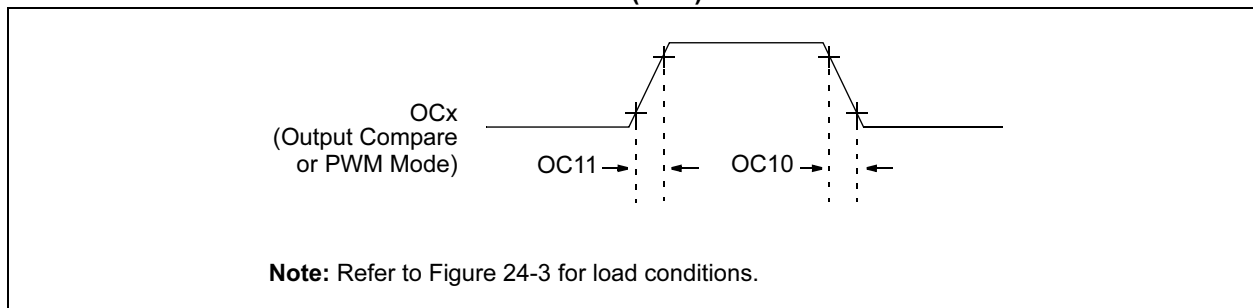 OCx
(Output Compare
or PWM Mode)
OC11
OC10
Note: Refer to Figure 24-3 for load conditions.